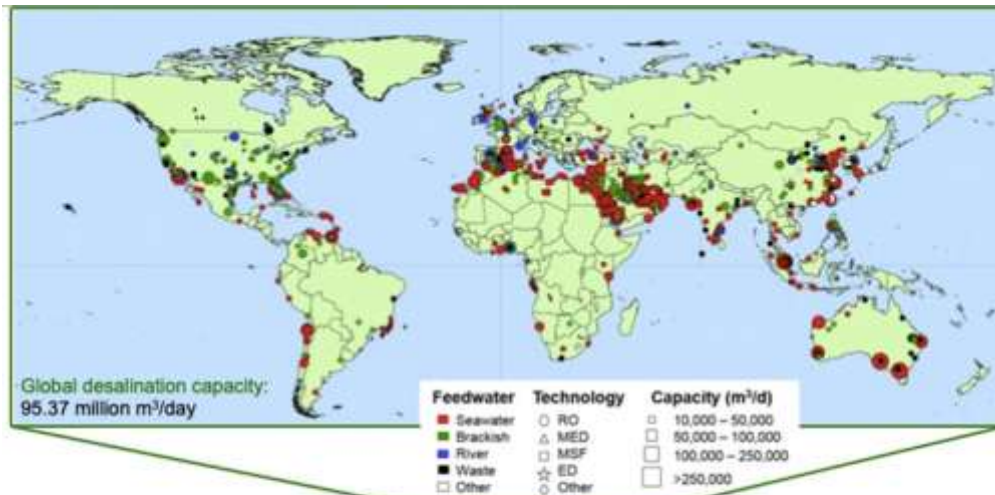 Global desalination capacity:
95.37 million m³/day
Feedwater
Seawater
Brackish
River
Waste
Other
Technology
RO
MED
MSF
ED
Other
Capacity (m³/d)
10,000 – 50,000
50,000 – 100,000
100,000 – 250,000
>250,000